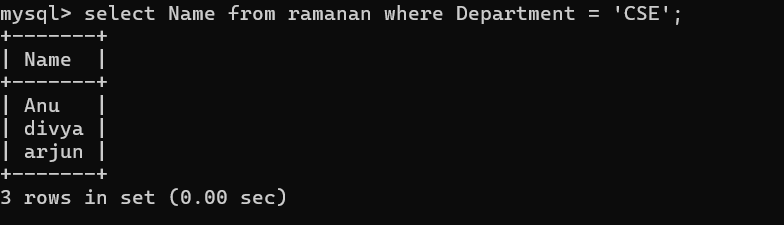 mysql> select Name from ramanan where Department = 'CSE';
+-------+
| Name  |
+-------+
| Anu   |
| divya |
| arjun |
+-------+
3 rows in set (0.00 sec)